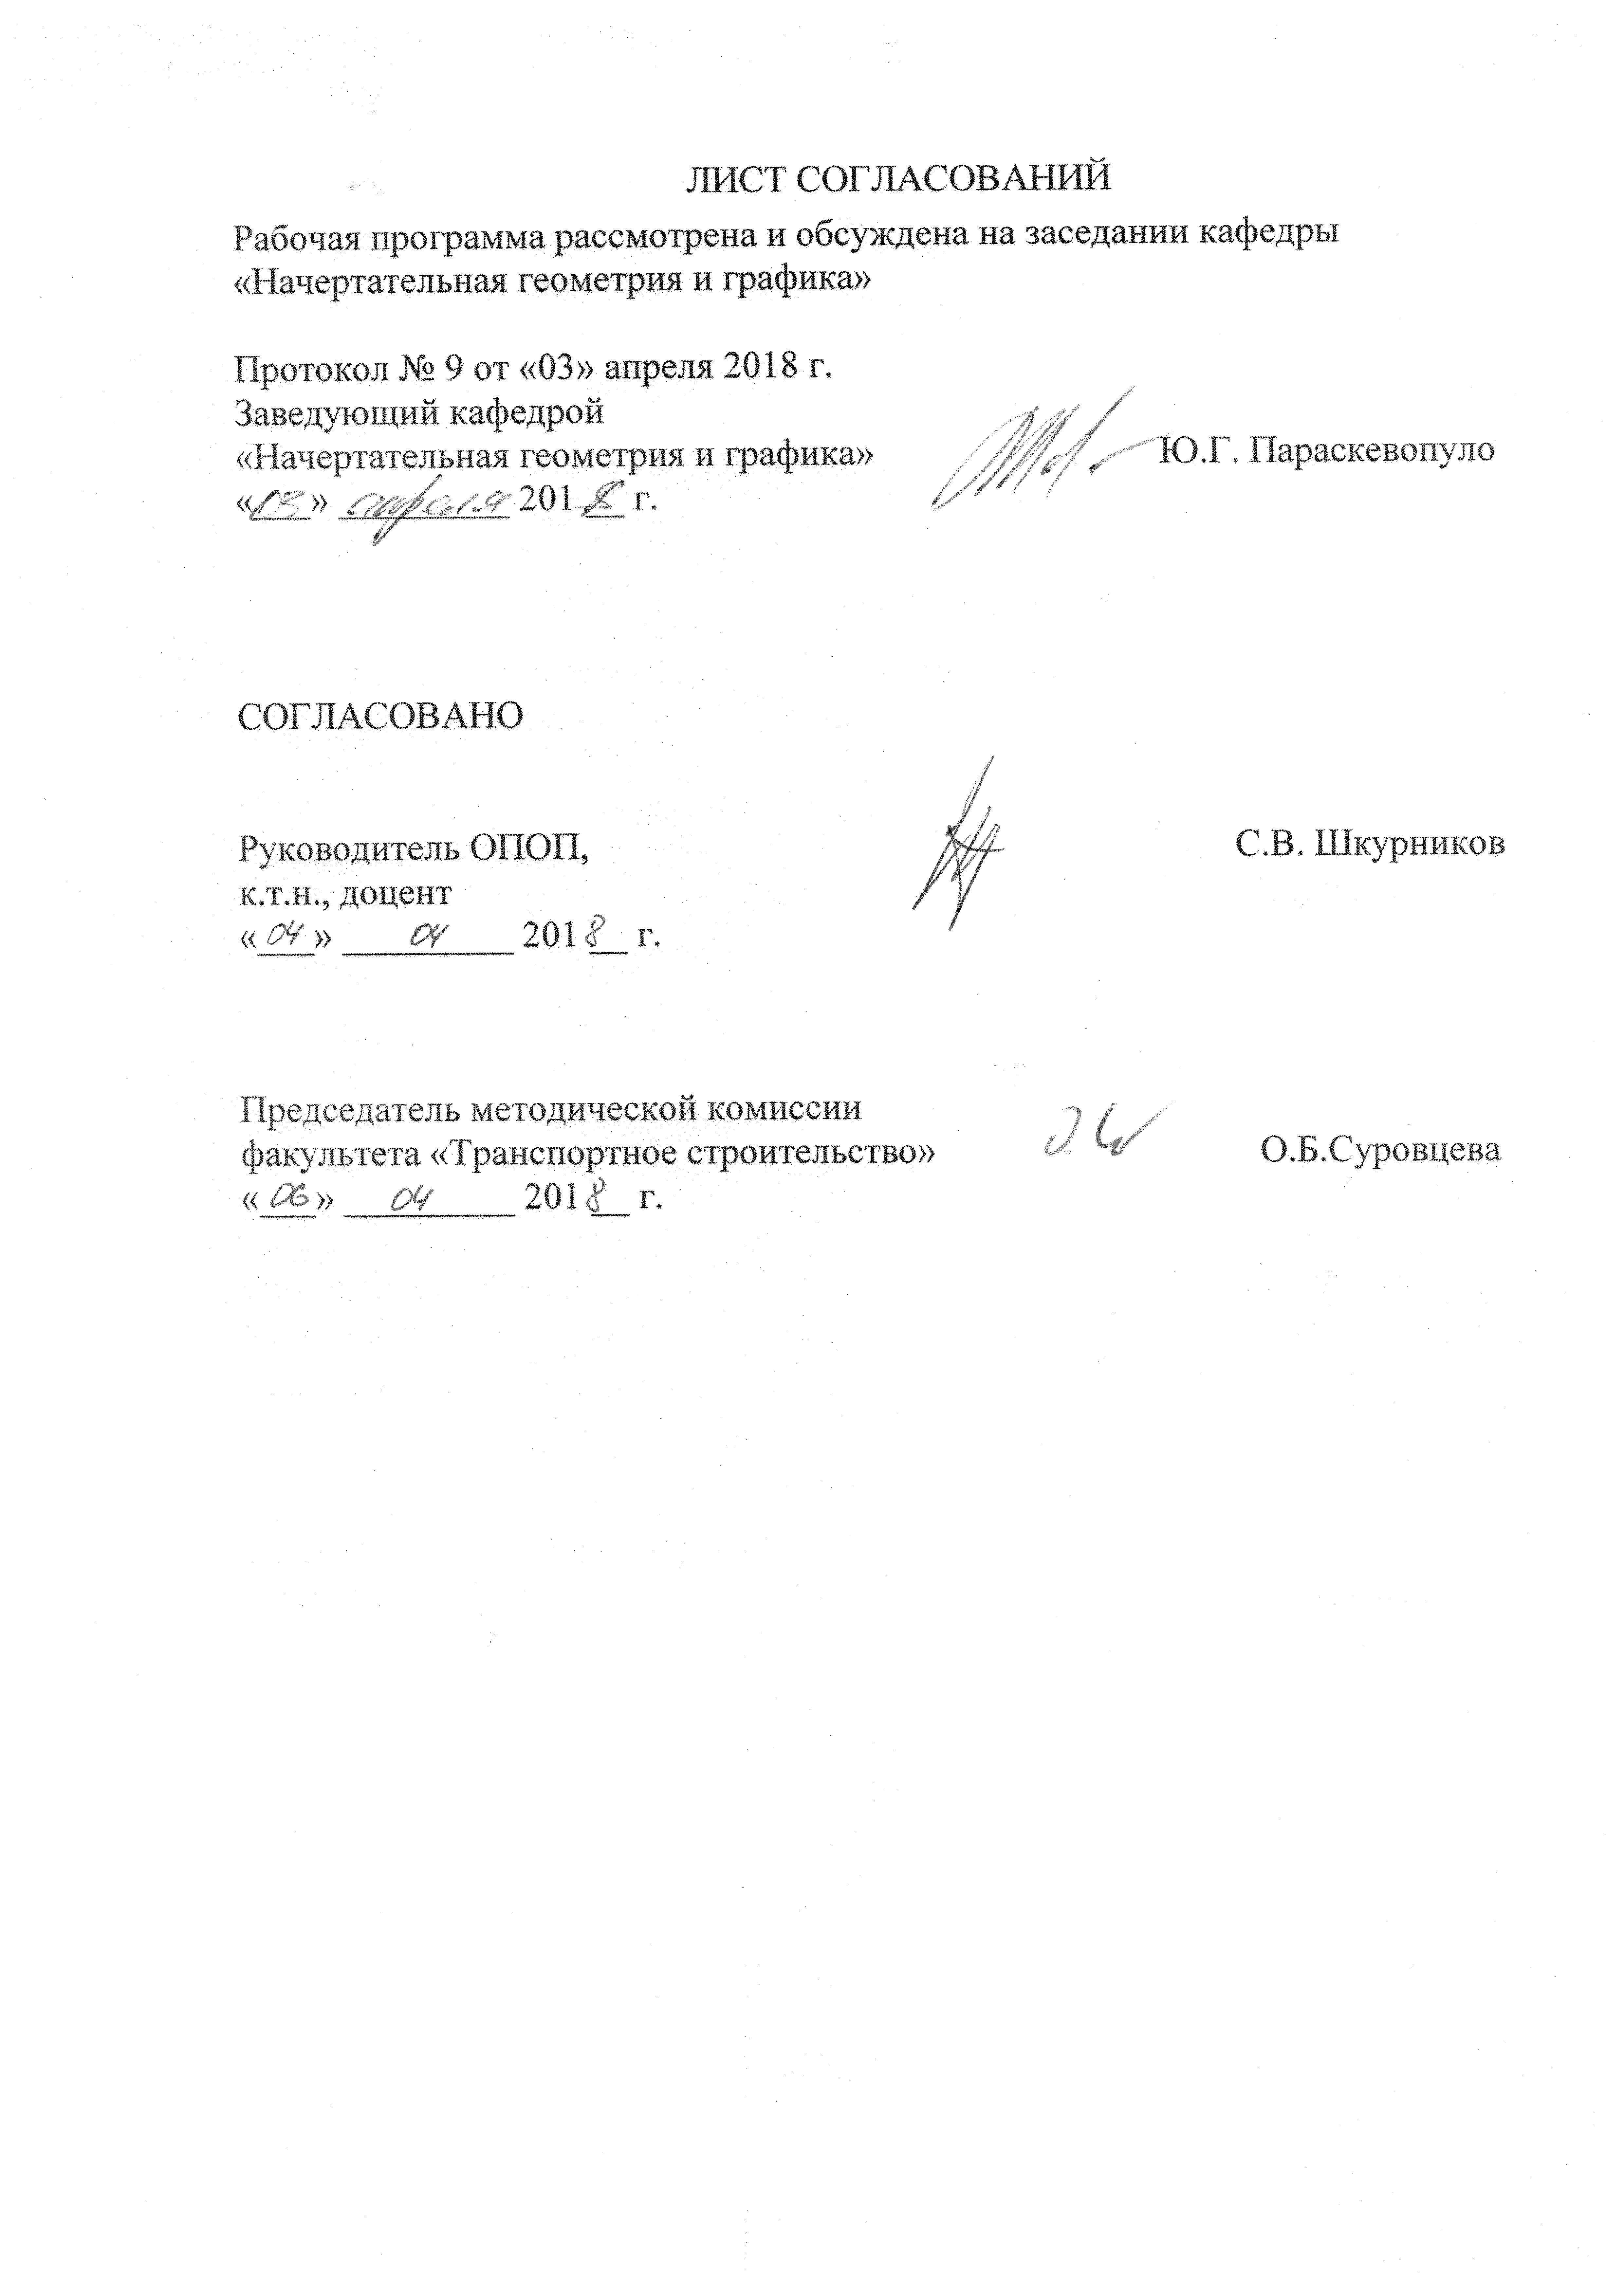 ЛИСТ СОГЛАСОВАНИЙ
Рабочая программа рассмотрена и обсуждена на заседании кафедры
«Начертательная геометрия и графика»
Протокол № 9 от «03» апреля 2018 г.
Заведующий кафедрой
«Начертательная геометрия и графика» Ю.Г. Параскевопуло
«03» апреля 2018 г.
СОГЛАСОВАНО
Руководитель ОПОП, С.В. Шкурников
к.т.н., доцент
«04» 04 2018 г.
Председатель методической комиссии
факультета «Транспортное строительство» О.Б.Суровцева
«06» 04 2018 г.